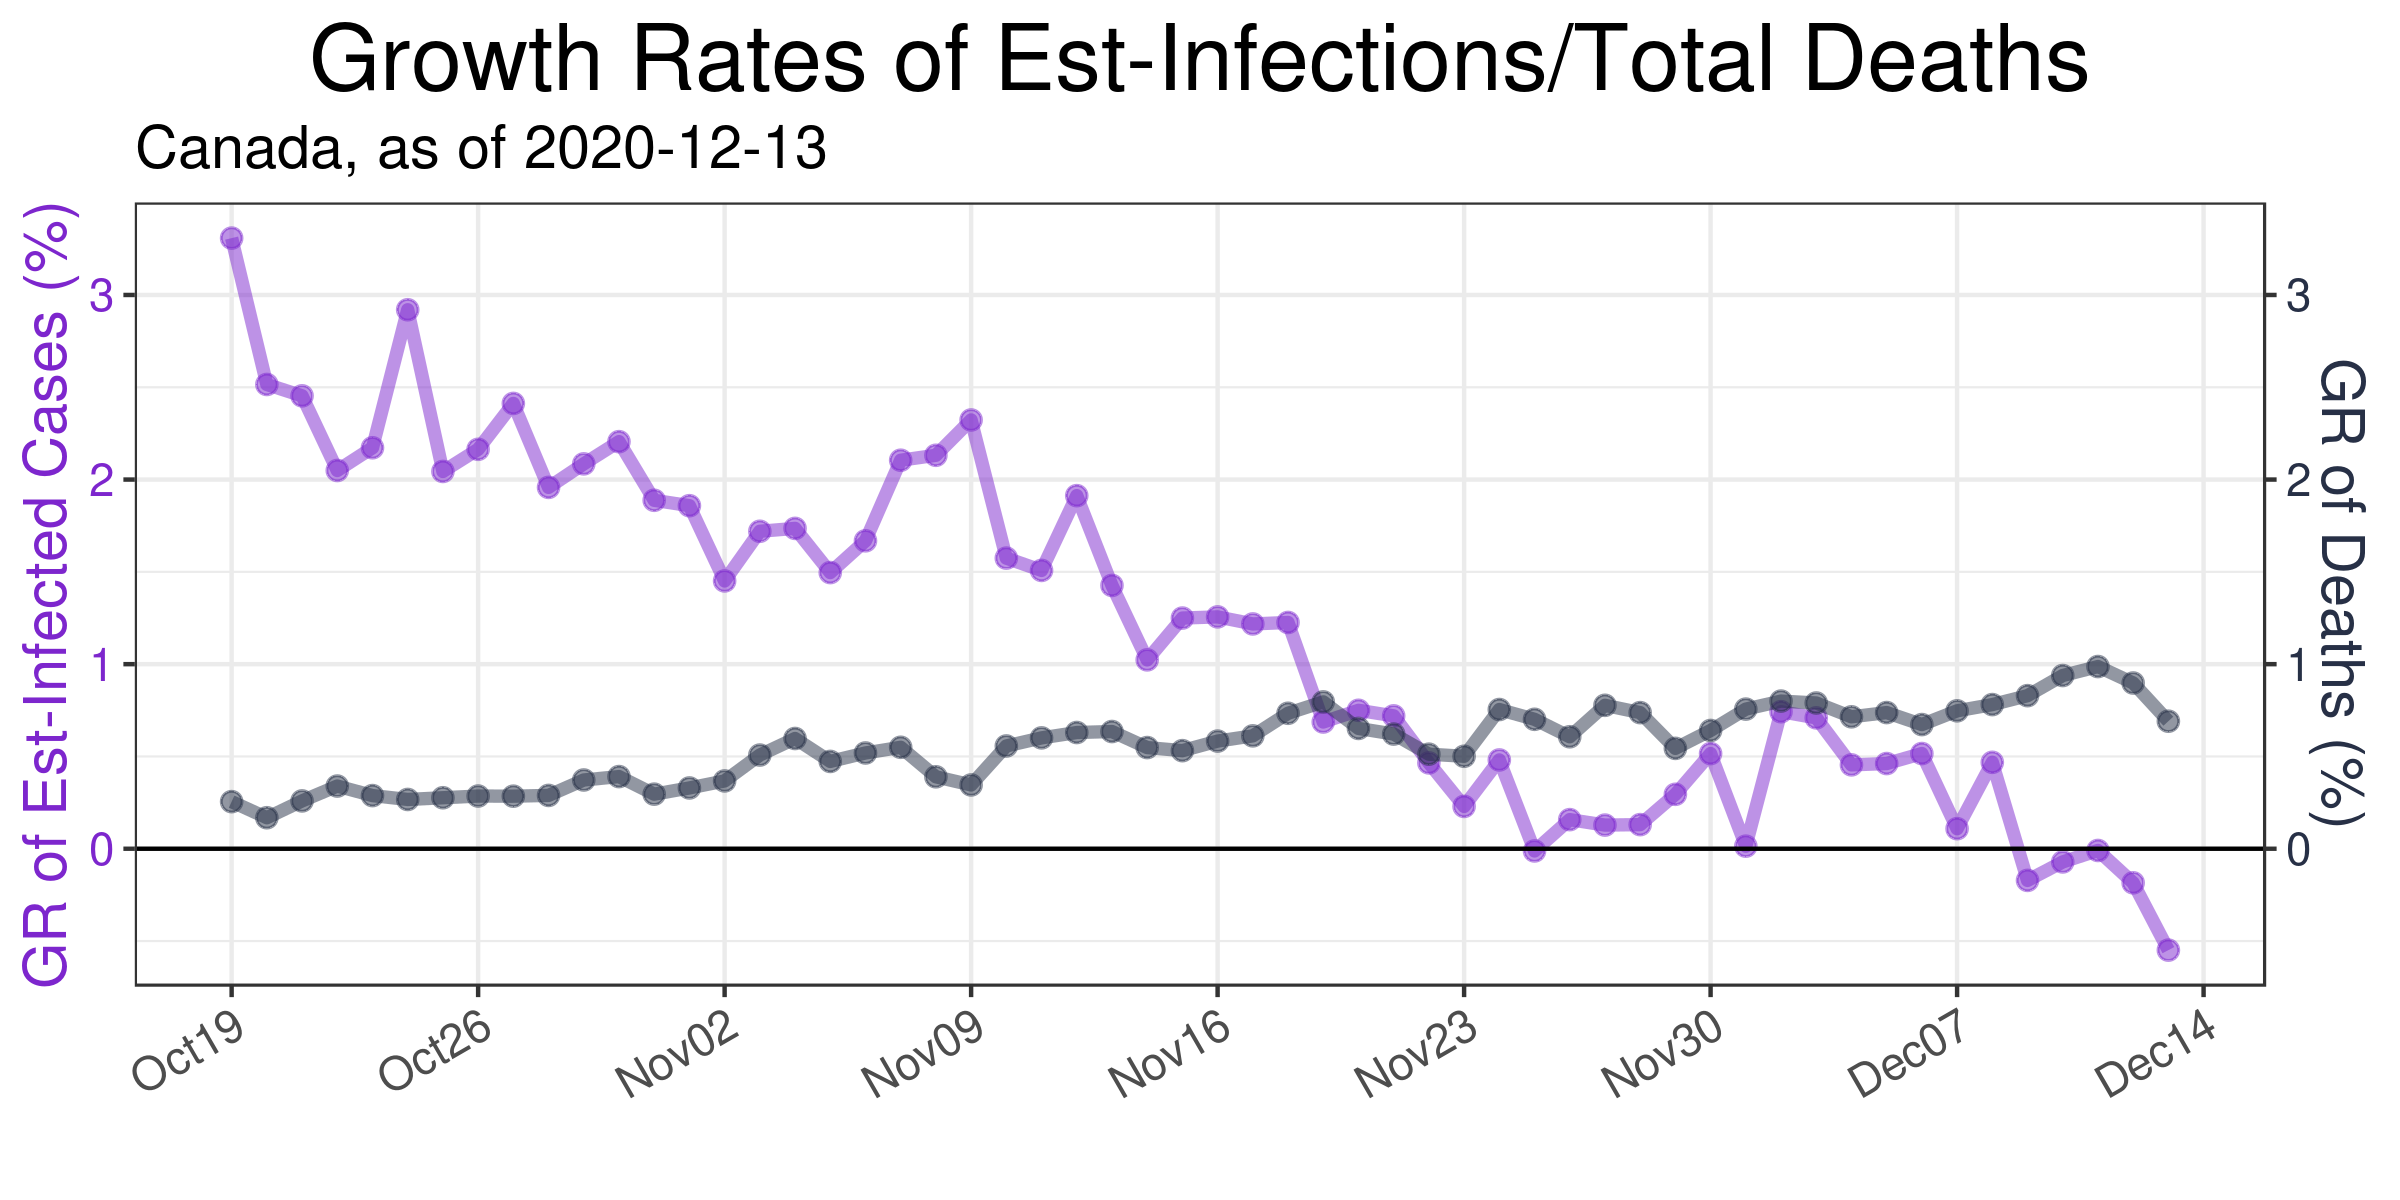 Growth Rates of Est-Infections/Total Deaths
Canada, as of 2020-12-13
GR of Est-Infected Cases (%)
3
2
1
0
3
2
1
0
GR of Deaths (%)
Oct19
Oct26
Nov02
Nov09
Nov16
Nov23
Nov30
Dec07
Dec14